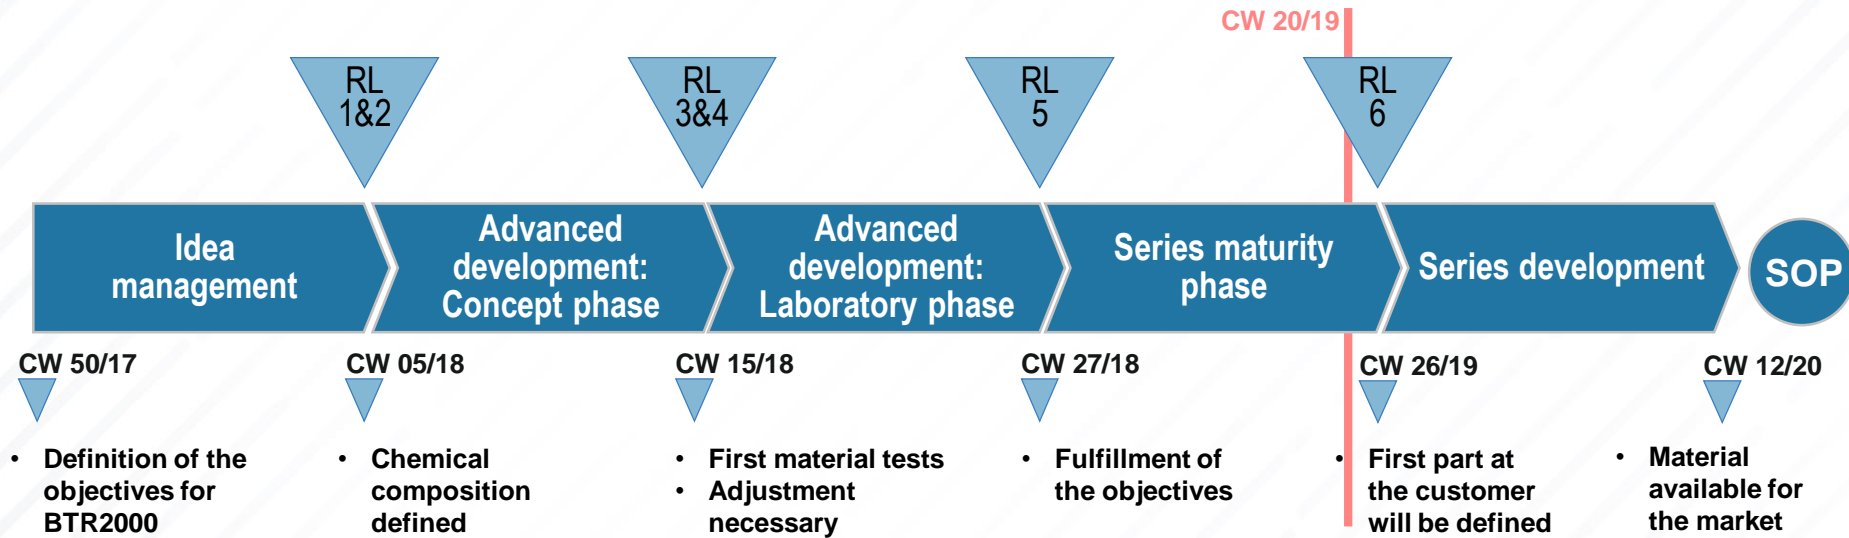 CW 20/19
RL
1&2
RL
3&4
RL
5
RL
6
Idea
management
Advanced
development:
Concept phase
Advanced
development:
Laboratory phase
Series maturity
phase
Series development
SOP
CW 50/17
CW 05/18
CW 15/18
CW 27/18
CW 26/19
CW 12/20
• Definition of the
objectives for
BTR2000
• Chemical
composition
defined
• First material tests
• Adjustment
necessary
• Fulfillment of
the objectives
• First part at
the customer
will be defined
• Material
available for
the market